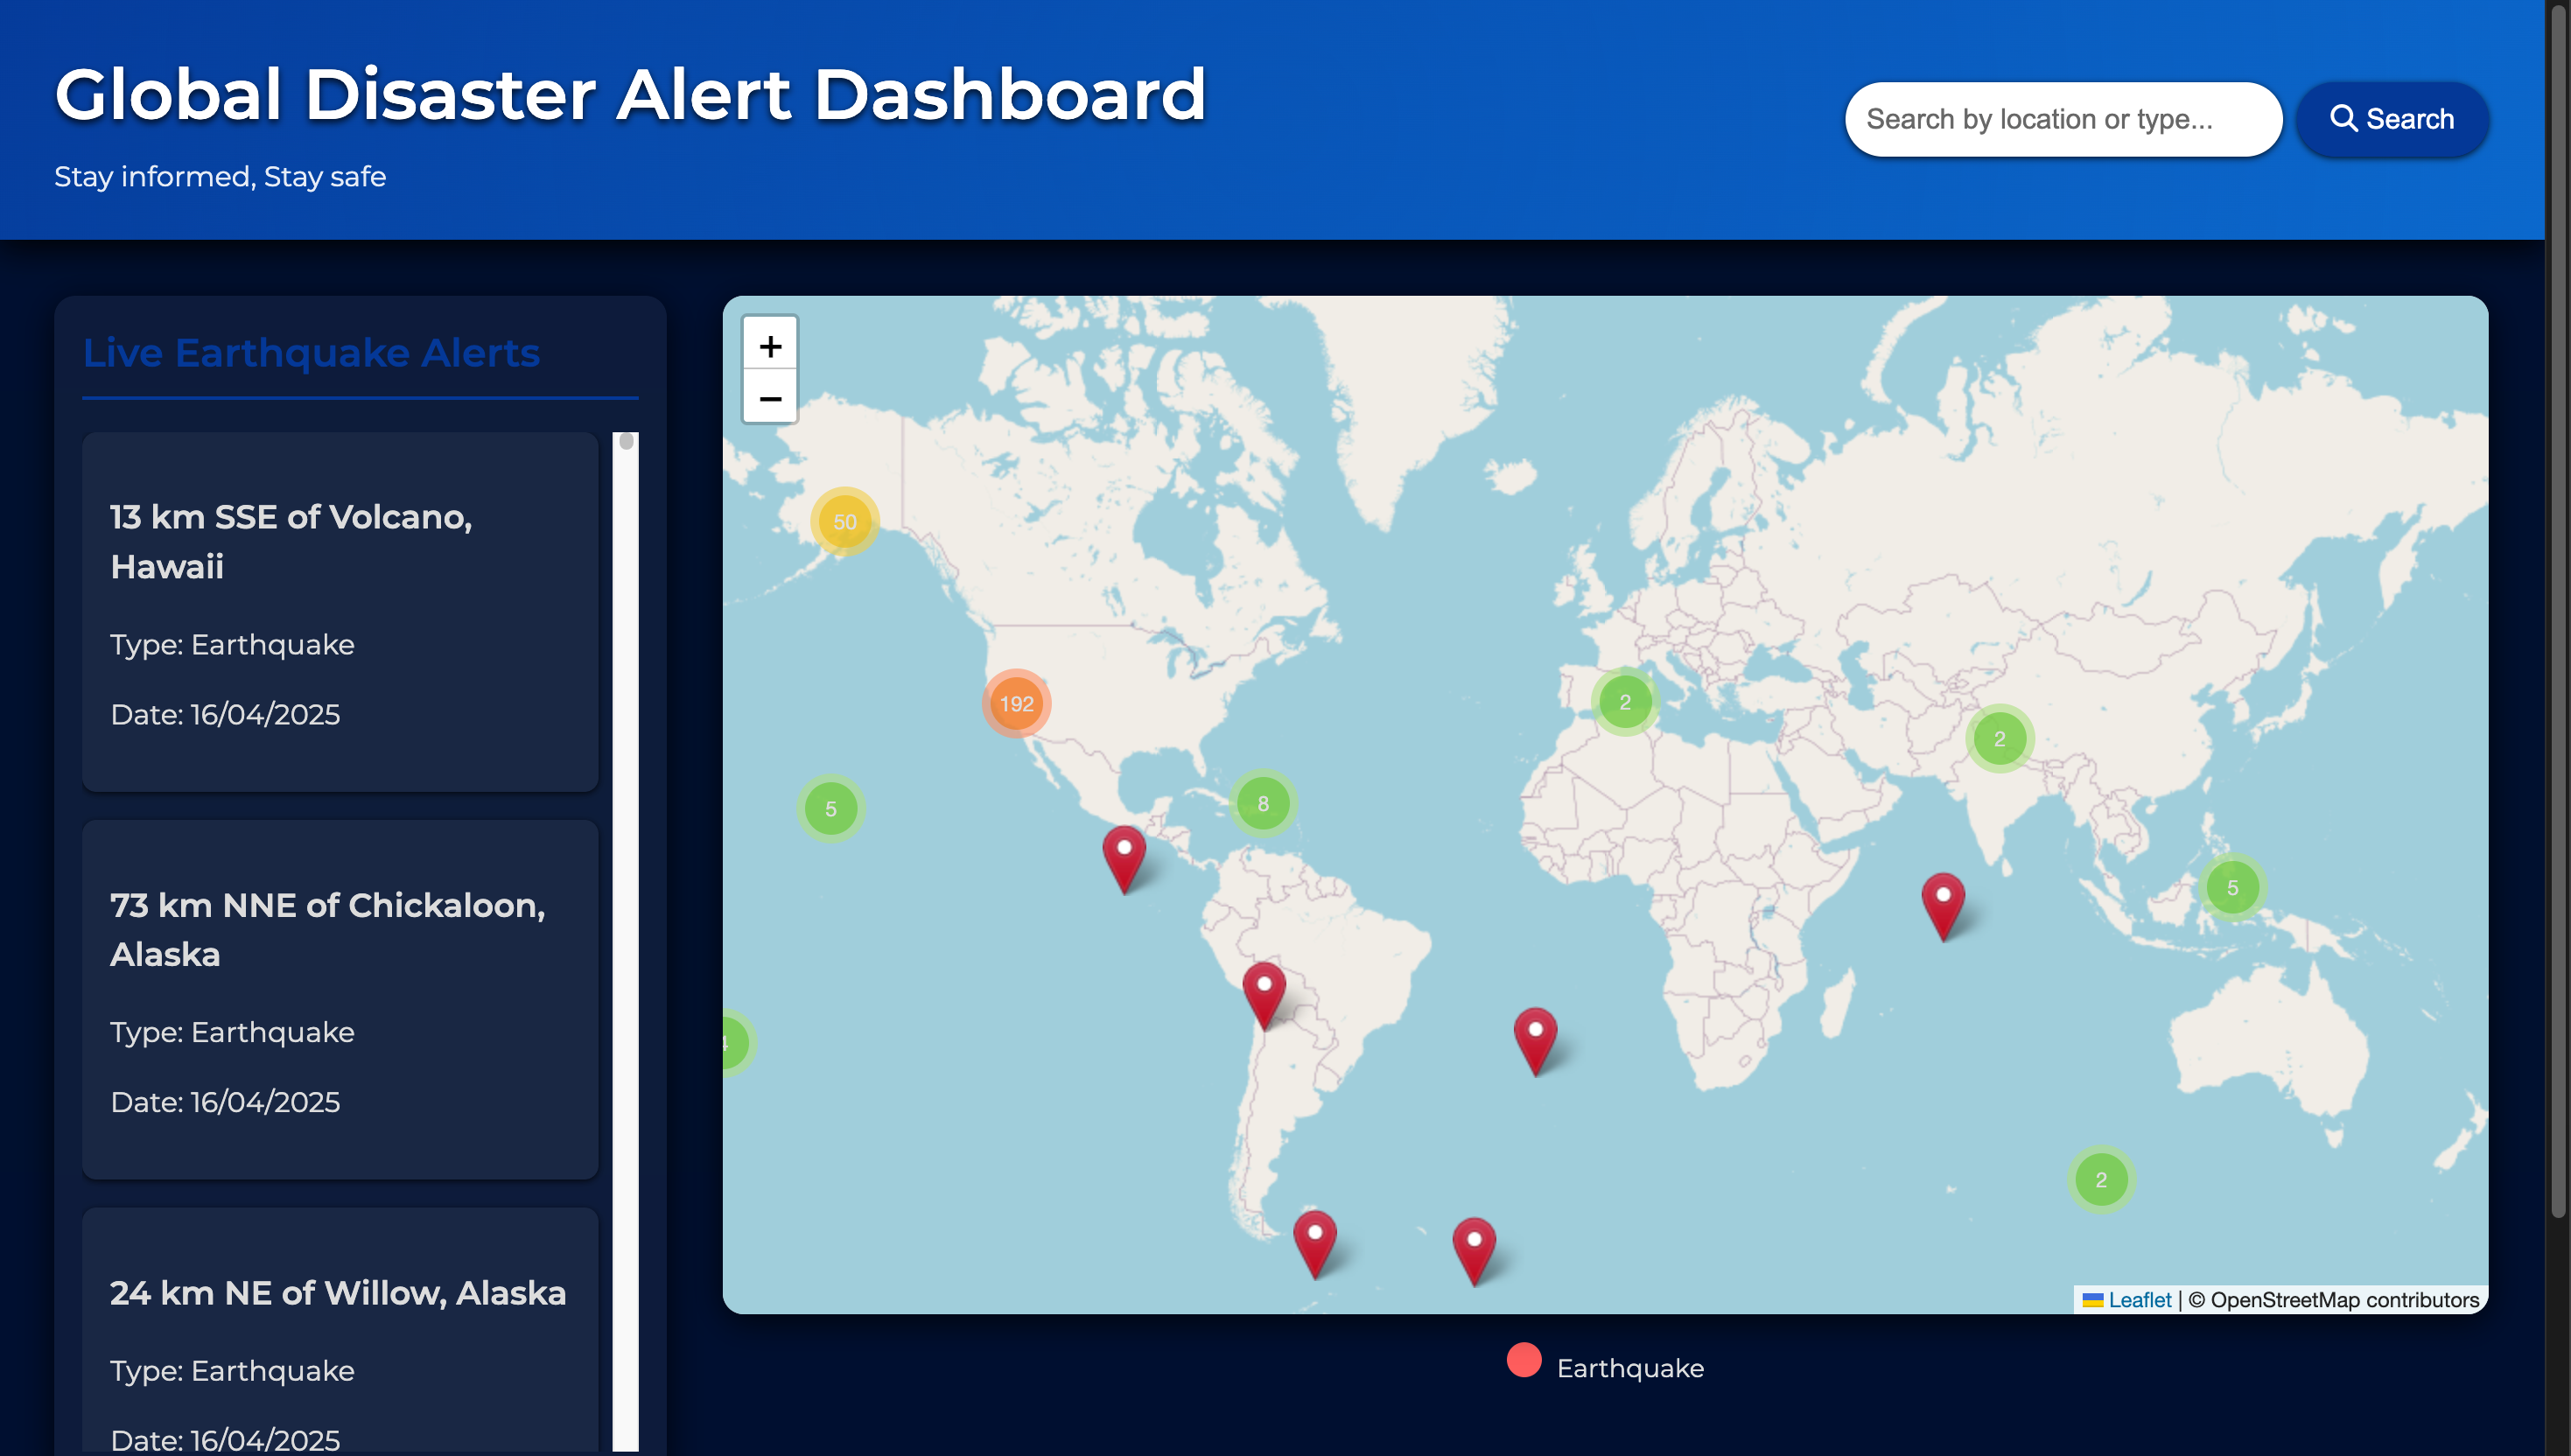 Global Disaster Alert Dashboard
Stay informed, Stay safe
Search by location or type...
Search
Live Earthquake Alerts
13 km SSE of Volcano,
Hawaii
Type: Earthquake
Date: 16/04/2025
73 km NNE of Chickaloon,
Alaska
Type: Earthquake
Date: 16/04/2025
24 km NE of Willow, Alaska
Type: Earthquake
Date: 16/04/2025
+
−
50
192
5
8
2
2
5
2
Leaflet | © OpenStreetMap contributors
Earthquake